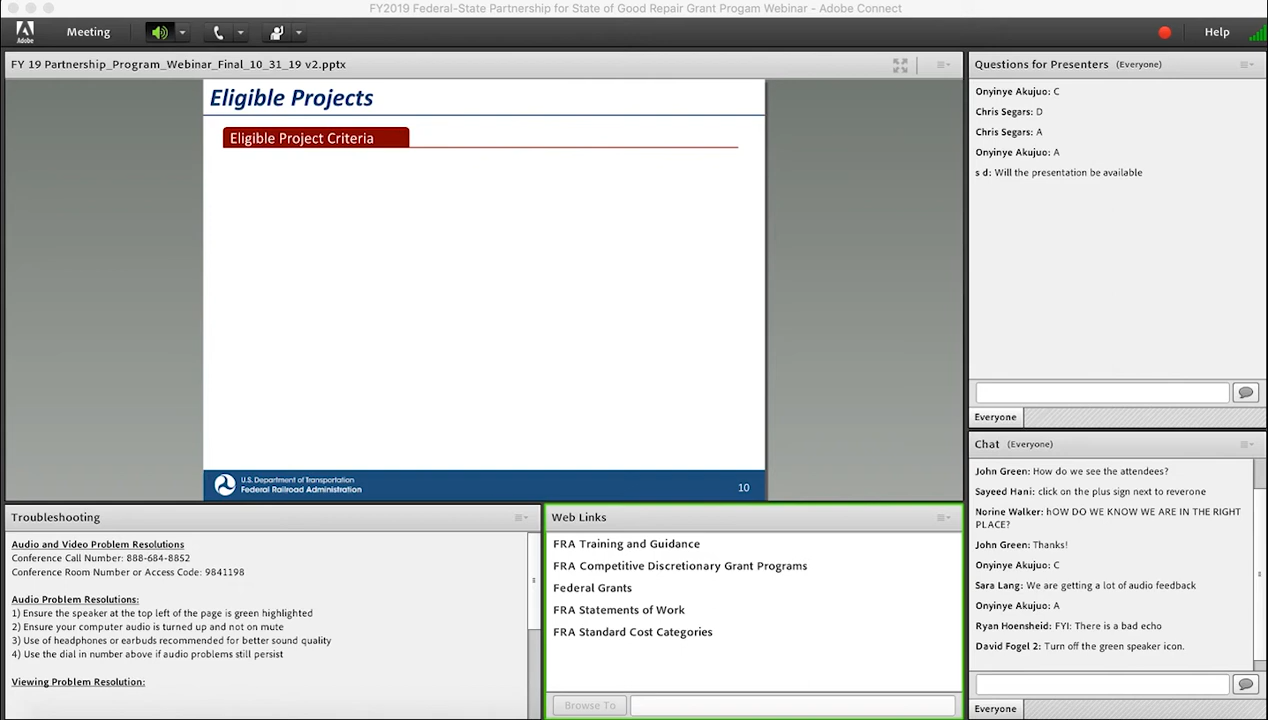 FY2019 Federal-State Partnership for State of Good Repair Grant Progam Webinar - Adobe Connect
Adobe
Meeting
Help
FY 19 Partnership_Program_Webinar_Final_10_31_19 v2.pptx
Eligible Projects
Eligible Project Criteria
U.S. Department of Transportation
Federal Railroad Administration
10
Questions for Presenters (Everyone)
Onyinye Akujuo: C
Chris Segars: D
Chris Segars: A
Onyinye Akujuo: A
s d: Will the presentation be available
Everyone
Chat (Everyone)
John Green: How do we see the attendees?
Sayeed Hani: click on the plus sign next to reverone
Norine Walker: hOW DO WE KNOW WE ARE IN THE RIGHT
PLACE?
John Green: Thanks!
Onyinye Akujuo: C
Sara Lang: We are getting a lot of audio feedback
Onyinye Akujuo: A
Ryan Hoensheid: FYI: There is a bad echo
David Fogel 2: Turn off the green speaker icon.
Everyone
Troubleshooting
Audio and Video Problem Resolutions
Conference Call Number: 888-684-8852
Conference Room Number or Access Code: 9841198
Audio Problem Resolutions:
1) Ensure the speaker at the top left of the page is green highlighted
2) Ensure your computer audio is turned up and not on mute
3) Use of headphones or earbuds recommended for better sound quality
4) Use the dial in number above if audio problems still persist
Viewing Problem Resolution:
Web Links
FRA Training and Guidance
FRA Competitive Discretionary Grant Programs
Federal Grants
FRA Statements of Work
FRA Standard Cost Categories
Browse To